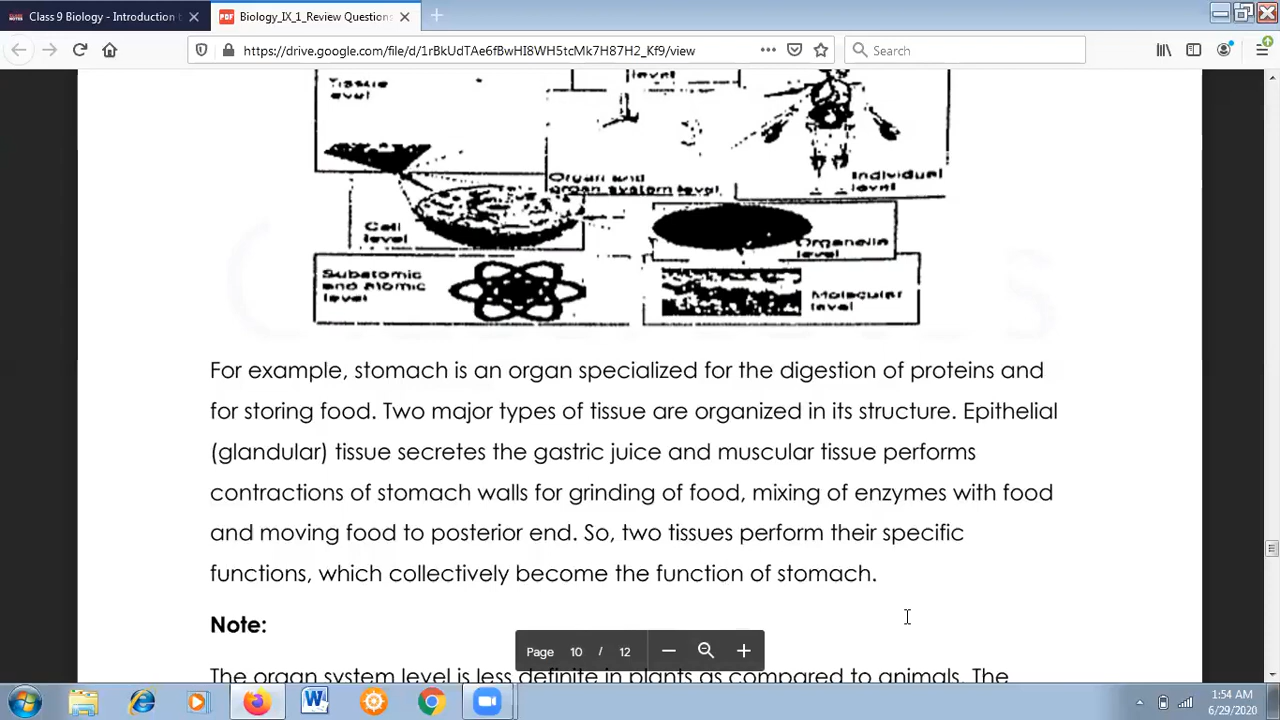 Class 9 Biology - Introduction t
Biology_IX_1_Review Questions
https://drive.google.com/file/d/1rBkUdTAe6fBwHI8WH5tcMk7H87H2_Kf9/view
Search
Tissue
level
level
Organ and
organ system level
Individual
level
Cell
level
Organelle
level
Subatomic
and Atomic
level
Molecular
level
For example, stomach is an organ specialized for the digestion of proteins and
for storing food. Two major types of tissue are organized in its structure. Epithelial
(glandular) tissue secretes the gastric juice and muscular tissue performs
contractions of stomach walls for grinding of food, mixing of enzymes with food
and moving food to posterior end. So, two tissues perform their specific
functions, which collectively become the function of stomach.
Note:
Page 10 / 12
The organ system level is less definite in plants as compared to animals. The
1:54 AM
6/29/2020